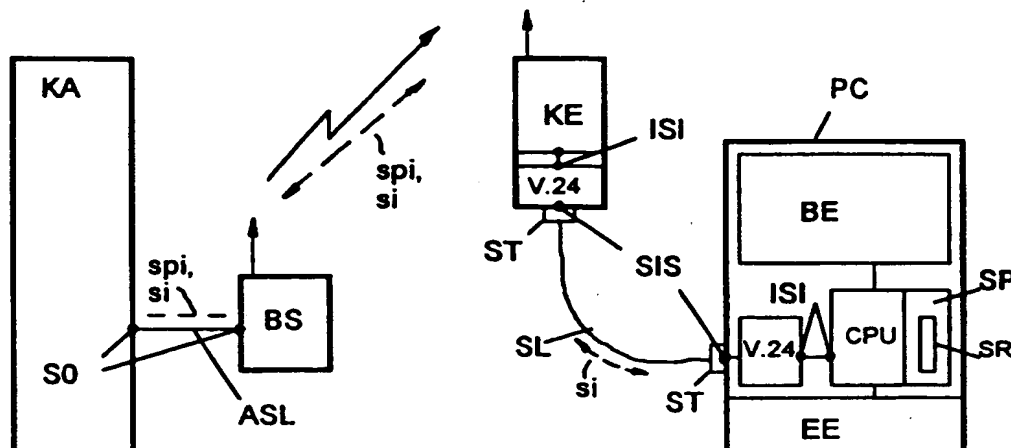 KA
spi,
si
S0
ASL
BS
spi,
si
KE
ISI
V.24
ST
SIS
SL
si
ST
PC
BE
ISI
V.24
CPU
SP
SR
EE